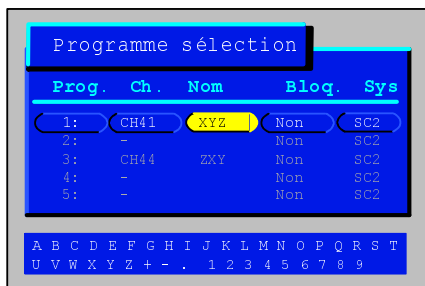 Programme sélection
Prog. Ch. Nom Bloq. Sys
1: CH41 XYZ Non SC2
2: - Non SC2
3: CH44 ZXY Non SC2
4: - Non SC2
5: - Non SC2
A B C D E F G H I J K L M N O P Q R S T
U V W X Y Z + - . 1 2 3 4 5 6 7 8 9